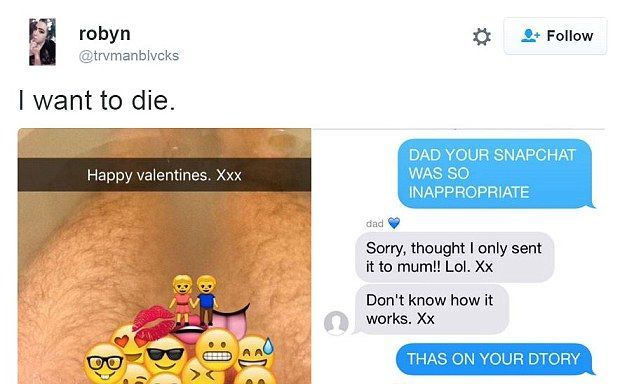 robyn
@trvmanblvcks
Follow
I want to die.
Happy valentines. Xxx
DAD YOUR SNAPCHAT
WAS SO
INAPPROPRIATE
dad 💙
Sorry, thought I only sent
it to mum!! Lol. Xx
Don't know how it
works. Xx
THAS ON YOUR DTORY